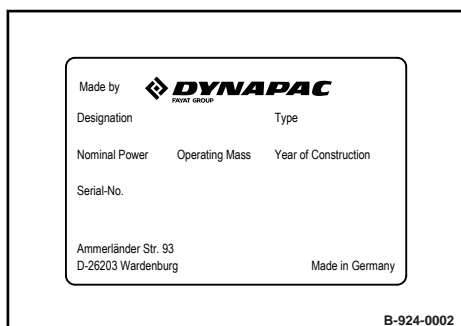 Made by DYNAPAC
FAYAT GROUP
Designation Type
Nominal Power Operating Mass Year of Construction
Serial-No.
Ammerländer Str. 93
D-26203 Wardenburg Made in Germany
B-924-0002